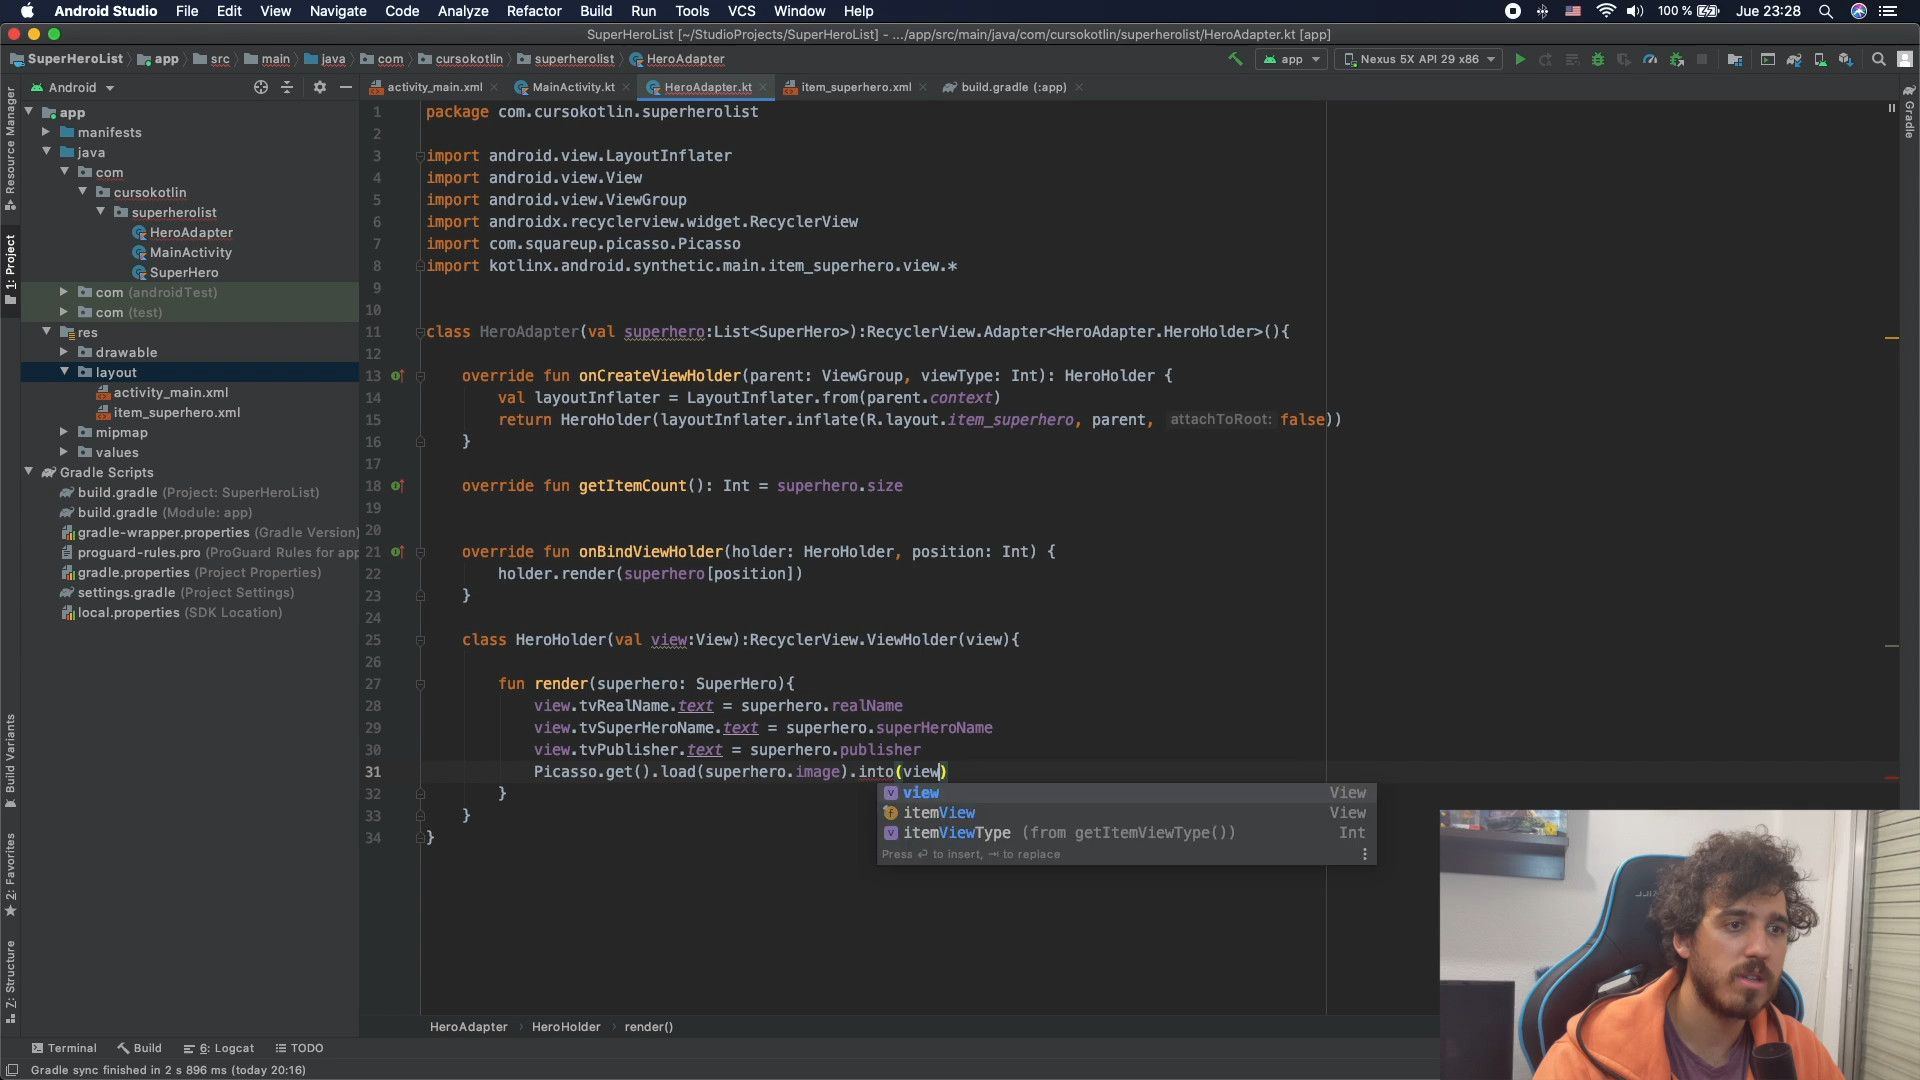 Android Studio File Edit View Navigate Code Analyze Refactor Build Run Tools VCS Window Help 100 % Jue 23:28
SuperHeroList [~/StudioProjects/SuperHeroList] - .../app/src/main/java/com/cursokotlin/superherolist/HeroAdapter.kt [app]
SuperHeroList app src main java com cursokotlin superherolist HeroAdapter app Nexus 5X API 29 x86
Android activity_main.xml MainActivity.kt HeroAdapter.kt item_superhero.xml build.gradle (:app)
Resource Manager
1: Project
Build Variants
2: Favorites
7: Structure
Gradle
app
manifests
java
com
cursokotlin
superherolist
HeroAdapter
MainActivity
SuperHero
com (androidTest)
com (test)
res
drawable
layout
activity_main.xml
item_superhero.xml
mipmap
values
Gradle Scripts
build.gradle (Project: SuperHeroList)
build.gradle (Module: app)
gradle-wrapper.properties (Gradle Version)
proguard-rules.pro (ProGuard Rules for app
gradle.properties (Project Properties)
settings.gradle (Project Settings)
local.properties (SDK Location)
1 package com.cursokotlin.superherolist
2
3 import android.view.LayoutInflater
4 import android.view.View
5 import android.view.ViewGroup
6 import androidx.recyclerview.widget.RecyclerView
7 import com.squareup.picasso.Picasso
8 import kotlinx.android.synthetic.main.item_superhero.view.*
9
10
11 class HeroAdapter(val superhero:List<SuperHero>):RecyclerView.Adapter<HeroAdapter.HeroHolder>(){
12
13 override fun onCreateViewHolder(parent: ViewGroup, viewType: Int): HeroHolder {
14 val layoutInflater = LayoutInflater.from(parent.context)
15 return HeroHolder(layoutInflater.inflate(R.layout.item_superhero, parent, attachToRoot: false))
16 }
17
18 override fun getItemCount(): Int = superhero.size
19
20
21 override fun onBindViewHolder(holder: HeroHolder, position: Int) {
22 holder.render(superhero[position])
23 }
24
25 class HeroHolder(val view:View):RecyclerView.ViewHolder(view){
26
27 fun render(superhero: SuperHero){
28 view.tvRealName.text = superhero.realName
29 view.tvSuperHeroName.text = superhero.superHeroName
30 view.tvPublisher.text = superhero.publisher
31 Picasso.get().load(superhero.image).into(view)
32 }
33 }
34 }
view View
itemView View
itemViewType (from getItemViewType()) Int
Press ⏎ to insert, ⇥ to replace
HeroAdapter › HeroHolder › render()
Terminal Build 6: Logcat TODO
Gradle sync finished in 2 s 896 ms (today 20:16)